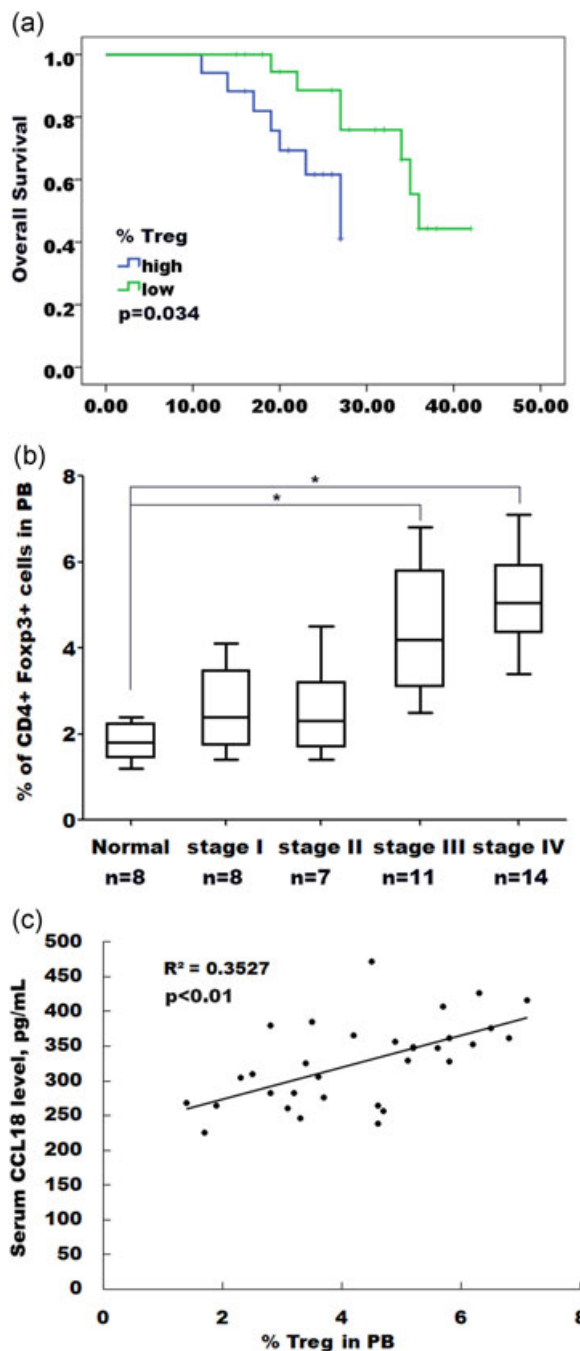 (a)
1.0
0.8
0.6
0.4
0.2
0.0
Overall Survival
% Treg
high
low
p=0.034
0.00 10.00 20.00 30.00 40.00 50.00
(b)
8
6
4
2
0
% of CD4+ Foxp3+ cells in PB
*
*
Normal stage I stage II stage III stage IV
n=8 n=8 n=7 n=11 n=14
(c)
500
450
400
350
300
250
200
150
100
50
0
Serum CCL18 level, pg/mL
R² = 0.3527
p<0.01
0 2 4 6 8
% Treg in PB